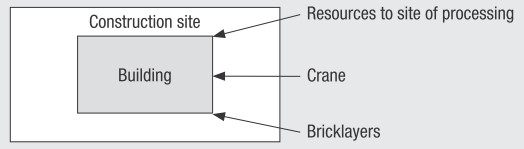 Construction site
Resources to site of processing
Building
Crane
Bricklayers